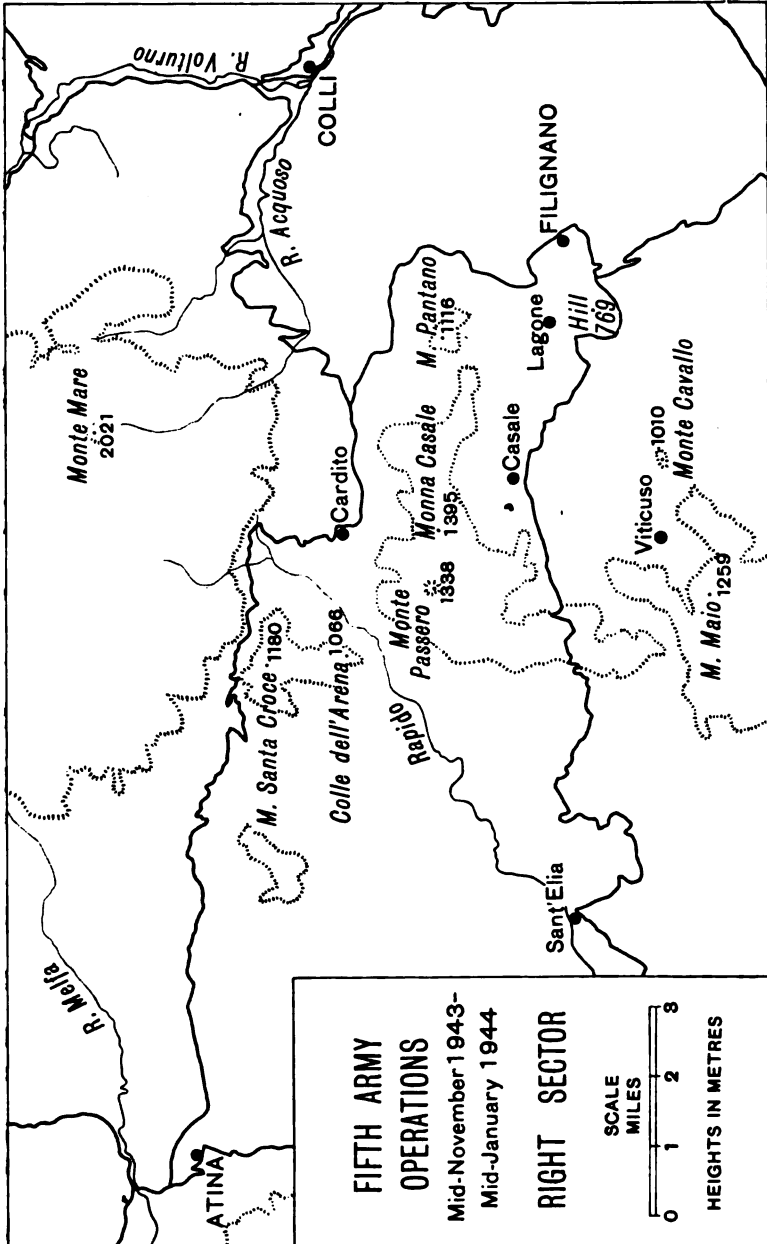 R. Volturno
COLLI
R. Acquoso
Monte Mare
2021
FILIGNANO
M. Pantano
1116
Lagone
Hill
769
Cardito
Monna Casale
1395
Casale
1010
Monte Cavallo
Viticuso
Monte
Passero
1338
M. Maio
1259
M. Santa Croce 1180
Colle dell'Arena 1066
Rapido
Sant'Elia
R. Melfa
ATINA
FIFTH ARMY
OPERATIONS
Mid-November 1943-
Mid-January 1944
RIGHT SECTOR
SCALE
MILES
0 1 2 3
HEIGHTS IN METRES